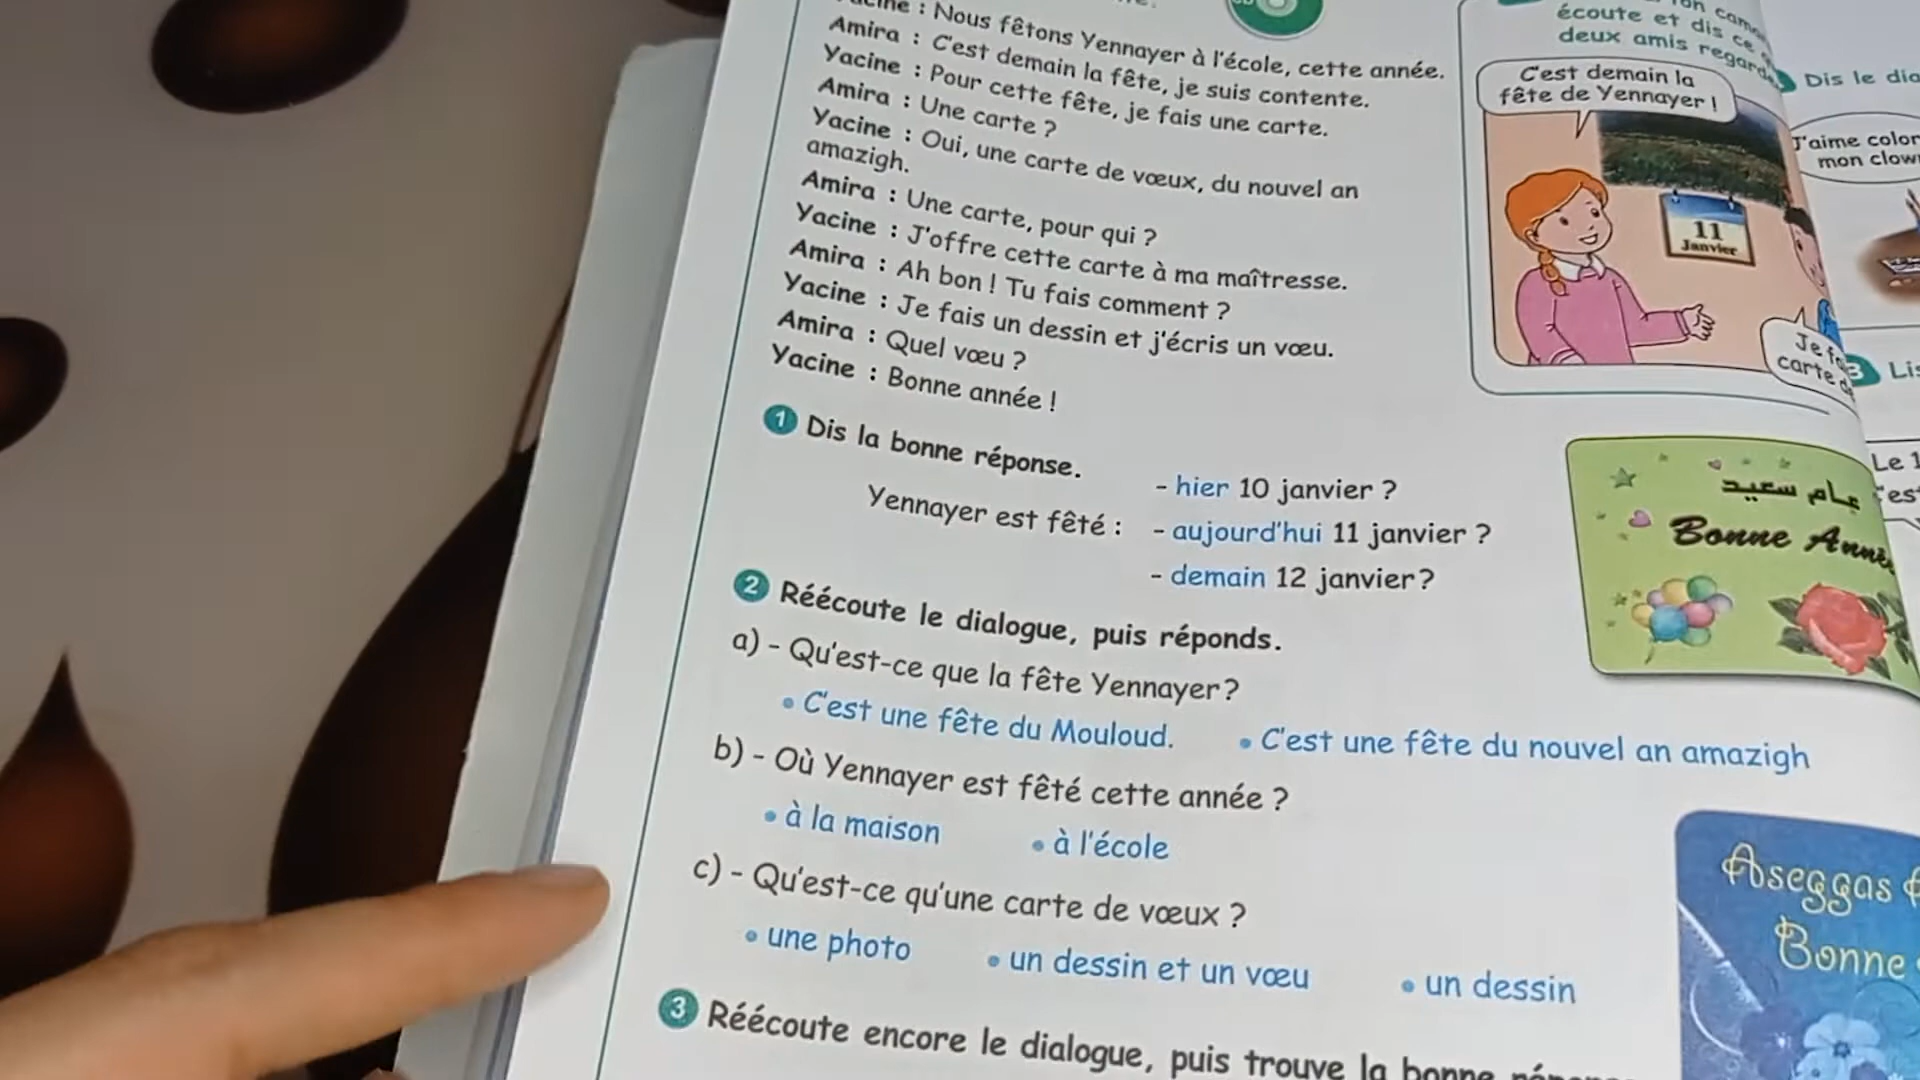 : Nous fêtons Yennayer à l'école, cette année.
Amira : C'est demain la fête, je suis contente.
Yacine : Pour cette fête, je fais une carte.
Amira : Une carte ?
Yacine : Oui, une carte de vœux, du nouvel an
amazigh.
Amira : Une carte, pour qui ?
Yacine : J'offre cette carte à ma maîtresse.
Amira : Ah bon ! Tu fais comment ?
Yacine : Je fais un dessin et j'écris un vœu.
Amira : Quel vœu ?
Yacine : Bonne année !
1 Dis la bonne réponse.
Yennayer est fêté :
- hier 10 janvier ?
- aujourd'hui 11 janvier ?
- demain 12 janvier ?
2 Réécoute le dialogue, puis réponds.
a) - Qu'est-ce que la fête Yennayer ?
• C'est une fête du Mouloud. • C'est une fête du nouvel an amazigh
b) - Où Yennayer est fêté cette année ?
• à la maison • à l'école
c) - Qu'est-ce qu'une carte de vœux ?
• une photo • un dessin et un vœu • un dessin
3 Réécoute encore le dialogue, puis trouve la bonne
écoute et dis ce
deux amis
C'est demain la
fête de Yennayer !
11
Janvier
Je
carte
عام سعيد
Bonne
Aseggas
Bonne
Dis le
J'aime
mon
3
Le